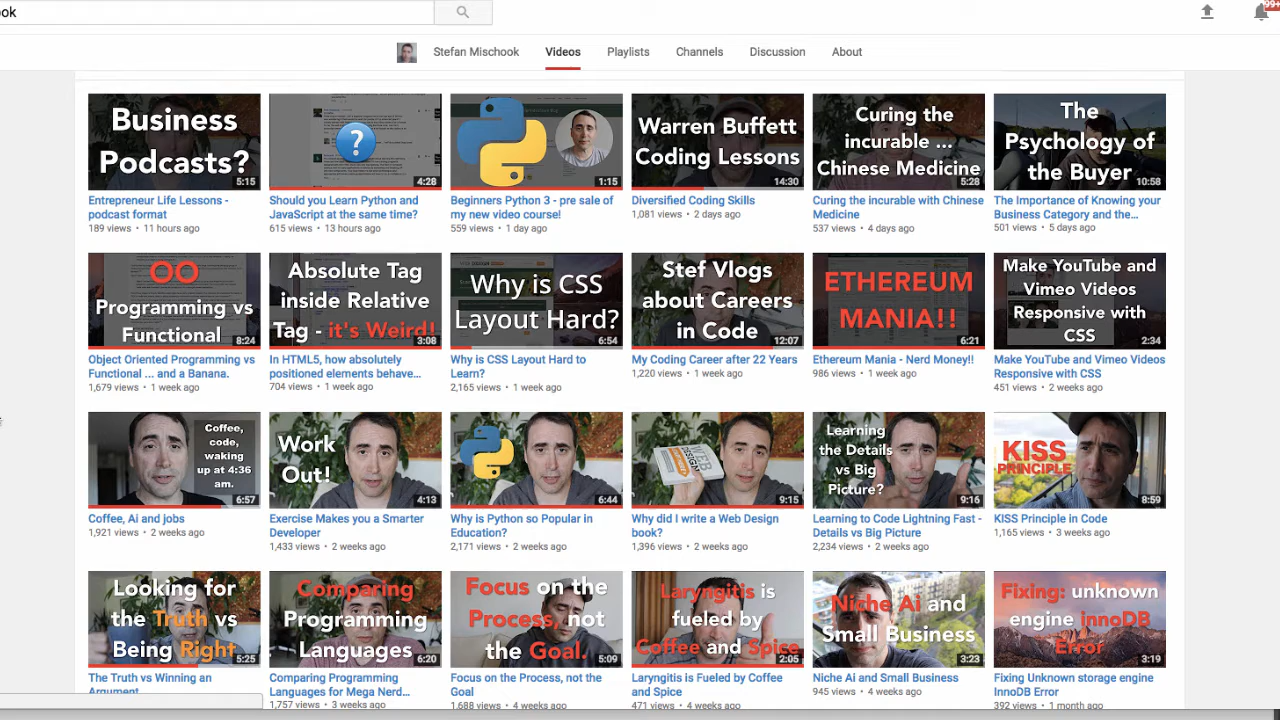 ook
99+
Stefan Mischook
Videos
Playlists
Channels
Discussion
About
Business
Podcasts?
5:15
Entrepreneur Life Lessons -
podcast format
189 views • 11 hours ago
?
4:28
Should you Learn Python and
JavaScript at the same time?
615 views • 13 hours ago
1:15
Beginners Python 3 - pre sale of
my new video course!
559 views • 1 day ago
Warren Buffett
Coding Lessons
14:30
Diversified Coding Skills
1,081 views • 2 days ago
Curing the
incurable ...
Chinese Medicine
5:28
Curing the incurable with Chinese
Medicine
537 views • 4 days ago
The
Psychology of
the Buyer
10:58
The Importance of Knowing your
Business Category and the...
501 views • 5 days ago
OO
Programming vs
Functional
8:24
Object Oriented Programming vs
Functional ... and a Banana.
1,679 views • 1 week ago
Absolute Tag
inside Relative
Tag - it's Weird!
3:08
In HTML5, how absolutely
positioned elements behave...
704 views • 1 week ago
Why is CSS
Layout Hard?
6:54
Why is CSS Layout Hard to
Learn?
2,165 views • 1 week ago
Stef Vlogs
about Careers
in Code
12:07
My Coding Career after 22 Years
1,220 views • 1 week ago
ETHEREUM
MANIA!!
6:21
Ethereum Mania - Nerd Money!!
986 views • 1 week ago
Make YouTube and
Vimeo Videos
Responsive with
CSS
2:34
Make YouTube and Vimeo Videos
Responsive with CSS
451 views • 2 weeks ago
Coffee,
code,
waking
up at 4:36
am.
6:57
Coffee, Ai and jobs
1,921 views • 2 weeks ago
Work
Out!
4:13
Exercise Makes you a Smarter
Developer
1,433 views • 2 weeks ago
6:44
Why is Python so Popular in
Education?
2,171 views • 2 weeks ago
9:15
Why did I write a Web Design
book?
1,396 views • 2 weeks ago
Learning
the Details
vs Big
Picture?
9:16
Learning to Code Lightning Fast -
Details vs Big Picture
2,234 views • 2 weeks ago
KISS
PRINCIPLE
8:59
KISS Principle in Code
1,165 views • 3 weeks ago
Looking for
the Truth vs
Being Right
5:25
The Truth vs Winning an
Argument
Comparing
Programming
Languages
6:20
Comparing Programming
Languages for Mega Nerd...
1,757 views • 3 weeks ago
Focus on the
Process, not
the Goal.
5:09
Focus on the Process, not the
Goal
1,688 views • 4 weeks ago
Laryngitis is
fueled by
Coffee and Spice
2:05
Laryngitis is Fueled by Coffee
and Spice
471 views • 4 weeks ago
Niche Ai and
Small Business
3:23
Niche Ai and Small Business
945 views • 4 weeks ago
Fixing: unknown
engine InnoDB
Error
3:19
Fixing Unknown storage engine
InnoDB Error
392 views • 1 month ago